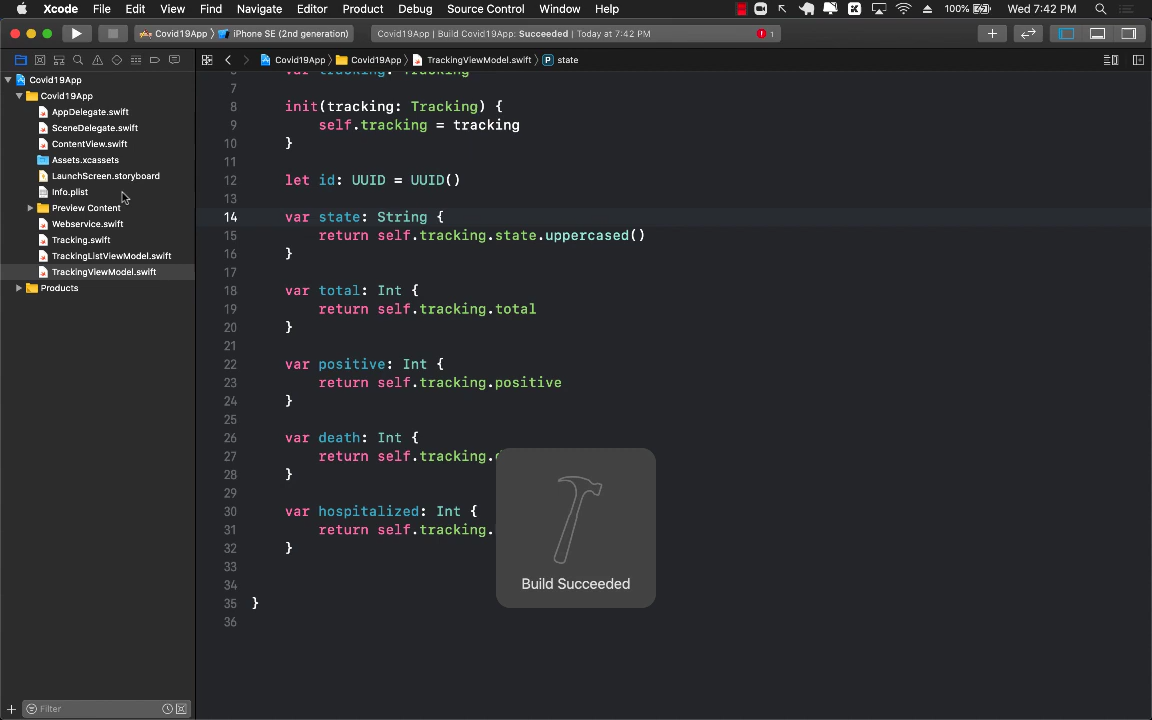 Xcode File Edit View Find Navigate Editor Product Debug Source Control Window Help 100% Wed 7:42 PM
Covid19App iPhone SE (2nd generation) Covid19App | Build Covid19App: Succeeded | Today at 7:42 PM 1
Covid19App Covid19App TrackingViewModel.swift P state
Covid19App
Covid19App
AppDelegate.swift
SceneDelegate.swift
ContentView.swift
Assets.xcassets
LaunchScreen.storyboard
Info.plist
Preview Content
Webservice.swift
Tracking.swift
TrackingListViewModel.swift
TrackingViewModel.swift
Products
7
8 init(tracking: Tracking) {
9 self.tracking = tracking
10 }
11
12 let id: UUID = UUID()
13
14 var state: String {
15 return self.tracking.state.uppercased()
16 }
17
18 var total: Int {
19 return self.tracking.total
20 }
21
22 var positive: Int {
23 return self.tracking.positive
24 }
25
26 var death: Int {
27 return self.tracking.
28 }
29
30 var hospitalized: Int {
31 return self.tracking.
32 }
33
34
35 }
36
Build Succeeded
Filter